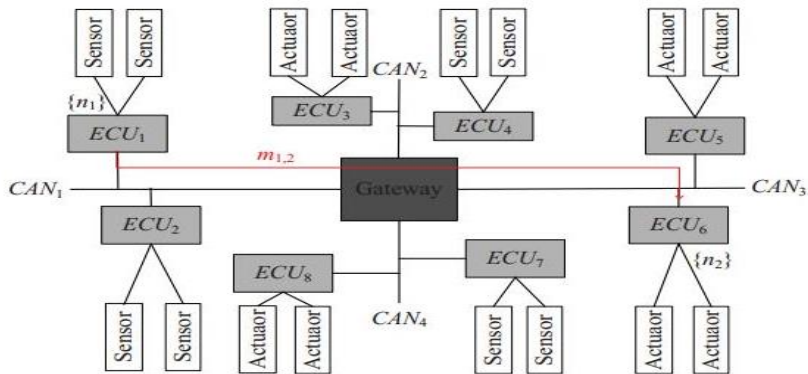 Sensor Sensor Actuaor Actuaor Sensor Sensor Actuaor Actuaor
CAN₂
{n₁}
ECU₁ ECU₃ ECU₄ ECU₅
m₁,₂
CAN₁ Gateway CAN₃
ECU₂ ECU₆
{n₂}
ECU₈ ECU₇
Sensor Sensor Actuaor Actuaor Sensor Sensor Actuaor Actuaor
CAN₄